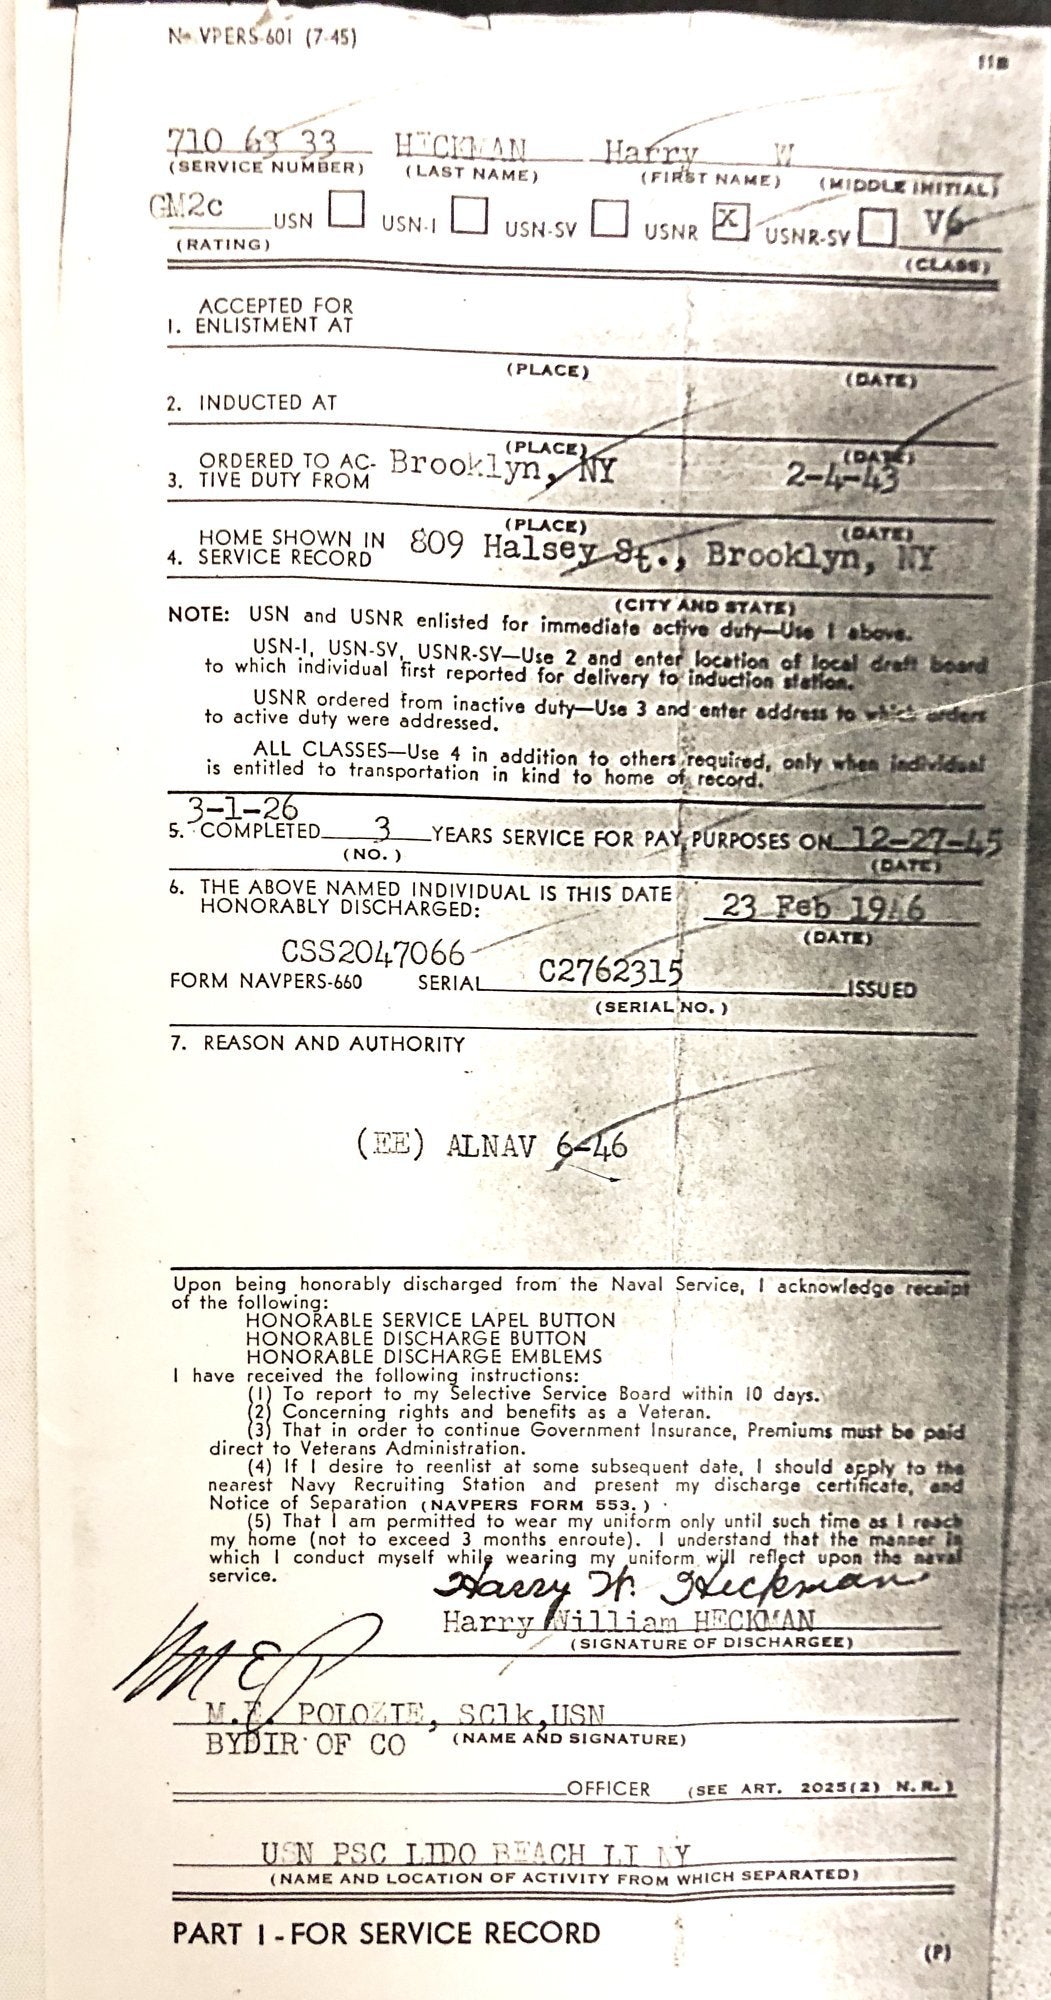 NAVPERS-601 (7-45)
11m
710 63 33 HECKMAN Harry W
(SERVICE NUMBER) (LAST NAME) (FIRST NAME) (MIDDLE INITIAL)
GM2c USN USN-I USN-SV USNR X USNR-SV V6
(RATING) (CLASS)
ACCEPTED FOR
1. ENLISTMENT AT
(PLACE) (DATE)
2. INDUCTED AT
(PLACE) (DATE)
ORDERED TO AC- Brooklyn, NY 2-4-43
3. TIVE DUTY FROM
(PLACE) (DATE)
HOME SHOWN IN 809 Halsey St., Brooklyn, NY
4. SERVICE RECORD
(CITY AND STATE)
NOTE: USN and USNR enlisted for immediate active duty—Use 1 above.
USN-I, USN-SV, USNR-SV—Use 2 and enter location of local draft board
to which individual first reported for delivery to induction station.
USNR ordered from inactive duty—Use 3 and enter address to which orders
to active duty were addressed.
ALL CLASSES—Use 4 in addition to others required, only when individual
is entitled to transportation in kind to home of record.
3-1-26
5. COMPLETED 3 YEARS SERVICE FOR PAY PURPOSES ON 12-27-45
(NO.) (DATE)
6. THE ABOVE NAMED INDIVIDUAL IS THIS DATE
HONORABLY DISCHARGED: 23 Feb 1946
(DATE)
CSS2047066
FORM NAVPERS-660 SERIAL C2762315 ISSUED
(SERIAL NO.)
7. REASON AND AUTHORITY
(EE) ALNAV 6-46
Upon being honorably discharged from the Naval Service, I acknowledge receipt
of the following:
HONORABLE SERVICE LAPEL BUTTON
HONORABLE DISCHARGE BUTTON
HONORABLE DISCHARGE EMBLEMS
I have received the following instructions:
(1) To report to my Selective Service Board within 10 days.
(2) Concerning rights and benefits as a Veteran.
(3) That in order to continue Government Insurance, Premiums must be paid
direct to Veterans Administration.
(4) If I desire to reenlist at some subsequent date, I should apply to the
nearest Navy Recruiting Station and present my discharge certificate, and
Notice of Separation (NAVPERS FORM 553.)
(5) That I am permitted to wear my uniform only until such time as I reach
my home (not to exceed 3 months enroute). I understand that the manner in
which I conduct myself while wearing my uniform will reflect upon the naval
service.
Harry W. Heckman
Harry William HECKMAN
(SIGNATURE OF DISCHARGEE)
M.E. POLOZIE, SClk,USN
BYDIR OF CO (NAME AND SIGNATURE)
OFFICER (SEE ART. 2025(2) N.R.)
USN PSC LIDO BEACH LI NY
(NAME AND LOCATION OF ACTIVITY FROM WHICH SEPARATED)
PART 1 - FOR SERVICE RECORD
(P)